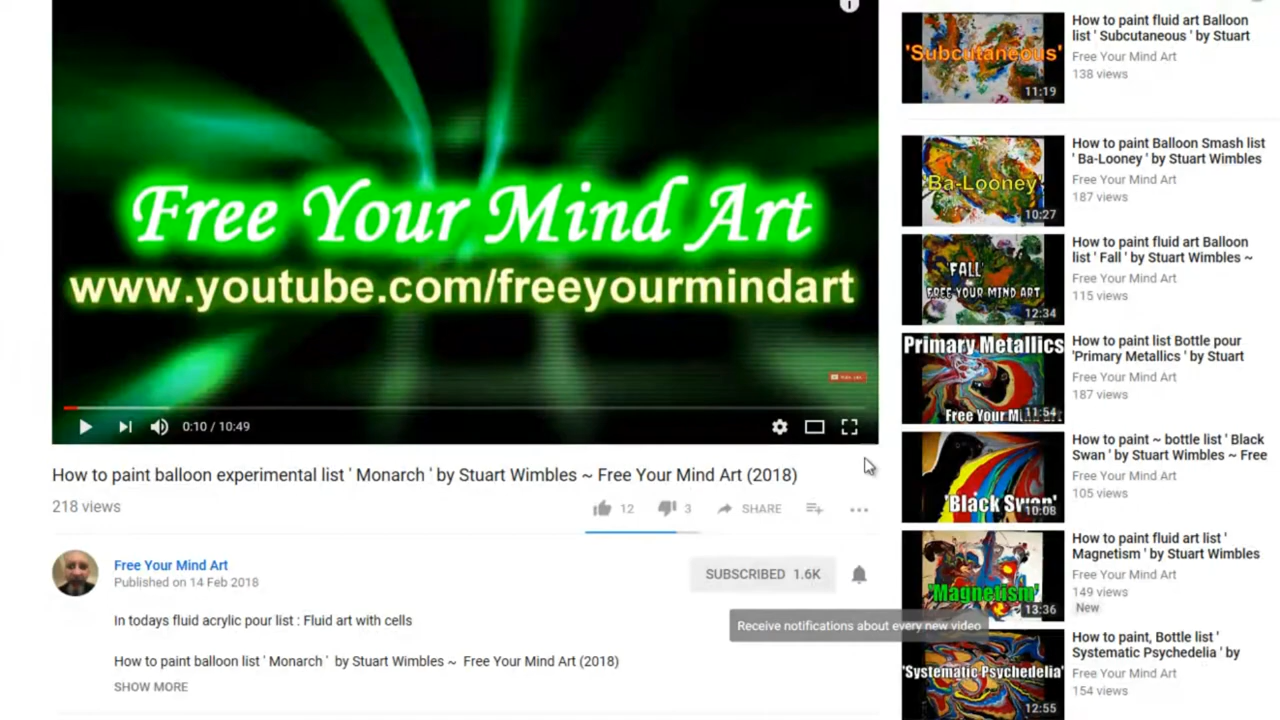 Free Your Mind Art
www.youtube.com/freeyourmindart
0:10 / 10:49
How to paint balloon experimental list ' Monarch ' by Stuart Wimbles ~ Free Your Mind Art (2018)
218 views
12
3
SHARE
Free Your Mind Art
Published on 14 Feb 2018
SUBSCRIBED 1.6K
Receive notifications about every new video
In todays fluid acrylic pour list : Fluid art with cells
How to paint balloon list ' Monarch ' by Stuart Wimbles ~ Free Your Mind Art (2018)
SHOW MORE
'Subcutaneous'
11:19
How to paint fluid art Balloon
list ' Subcutaneous ' by Stuart
Free Your Mind Art
138 views
'Ba-Looney'
10:27
How to paint Balloon Smash list
' Ba-Looney ' by Stuart Wimbles
Free Your Mind Art
187 views
'FALL'
FREE YOUR MIND ART
12:34
How to paint fluid art Balloon
list ' Fall ' by Stuart Wimbles ~
Free Your Mind Art
115 views
Primary Metallics
Free Your Mind art
11:54
How to paint list Bottle pour
'Primary Metallics ' by Stuart
Free Your Mind Art
187 views
'Black Swan'
10:08
How to paint ~ bottle list ' Black
Swan ' by Stuart Wimbles ~ Free
Free Your Mind Art
105 views
'Magnetism'
13:36
How to paint fluid art list '
Magnetism ' by Stuart Wimbles
Free Your Mind Art
149 views
New
'Systematic Psychedelia'
12:55
How to paint, Bottle list '
Systematic Psychedelia ' by
Free Your Mind Art
154 views